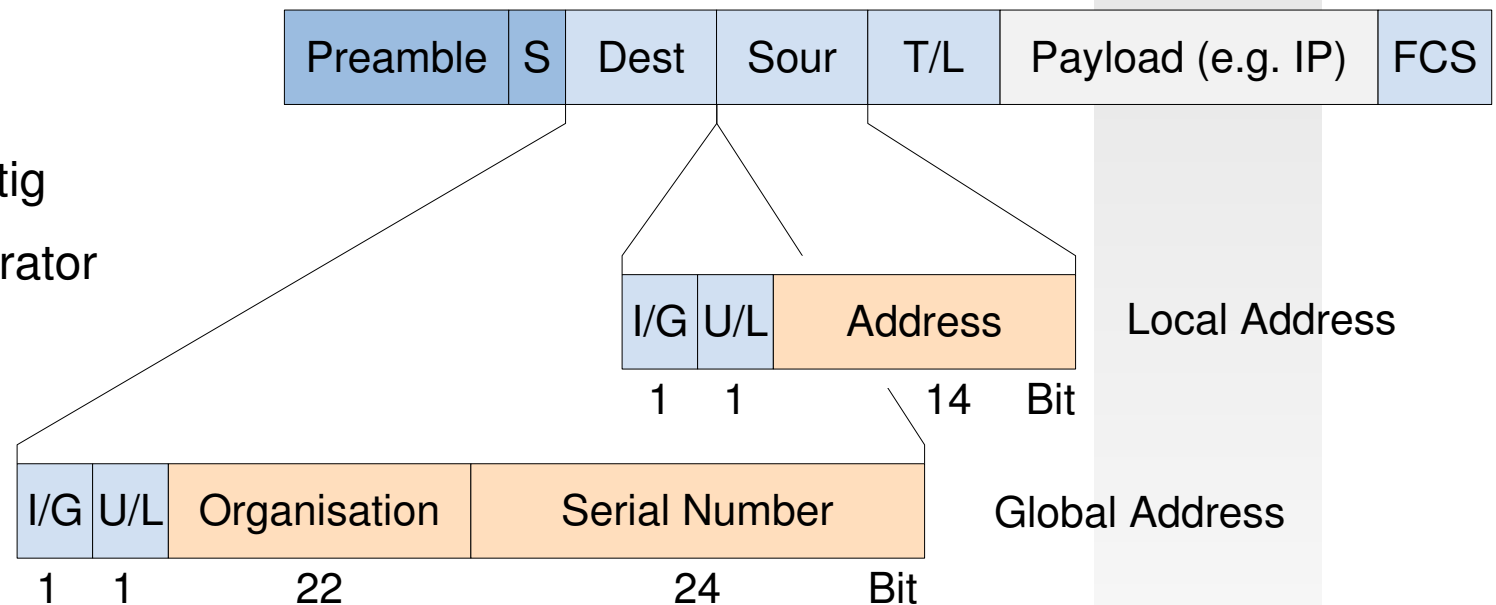 Preamble S Dest Sour T/L Payload (e.g. IP) FCS
tig
rator
I/G U/L Address Local Address
1 1 14 Bit
I/G U/L Organisation Serial Number Global Address
1 1 22 24 Bit